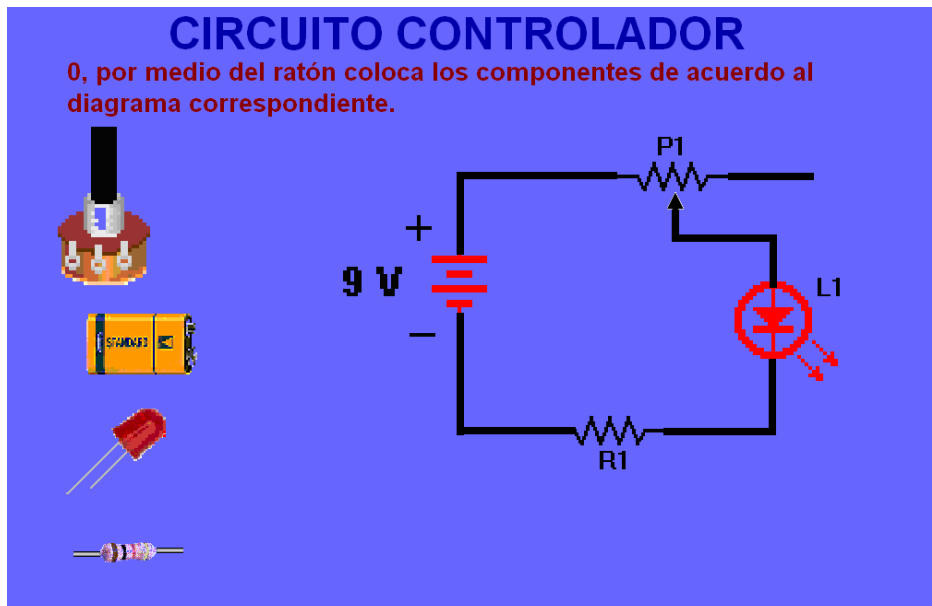 CIRCUITO CONTROLADOR
0, por medio del ratón coloca los componentes de acuerdo al
diagrama correspondiente.
P1
+
9 V
L1
−
STANDARD
R1